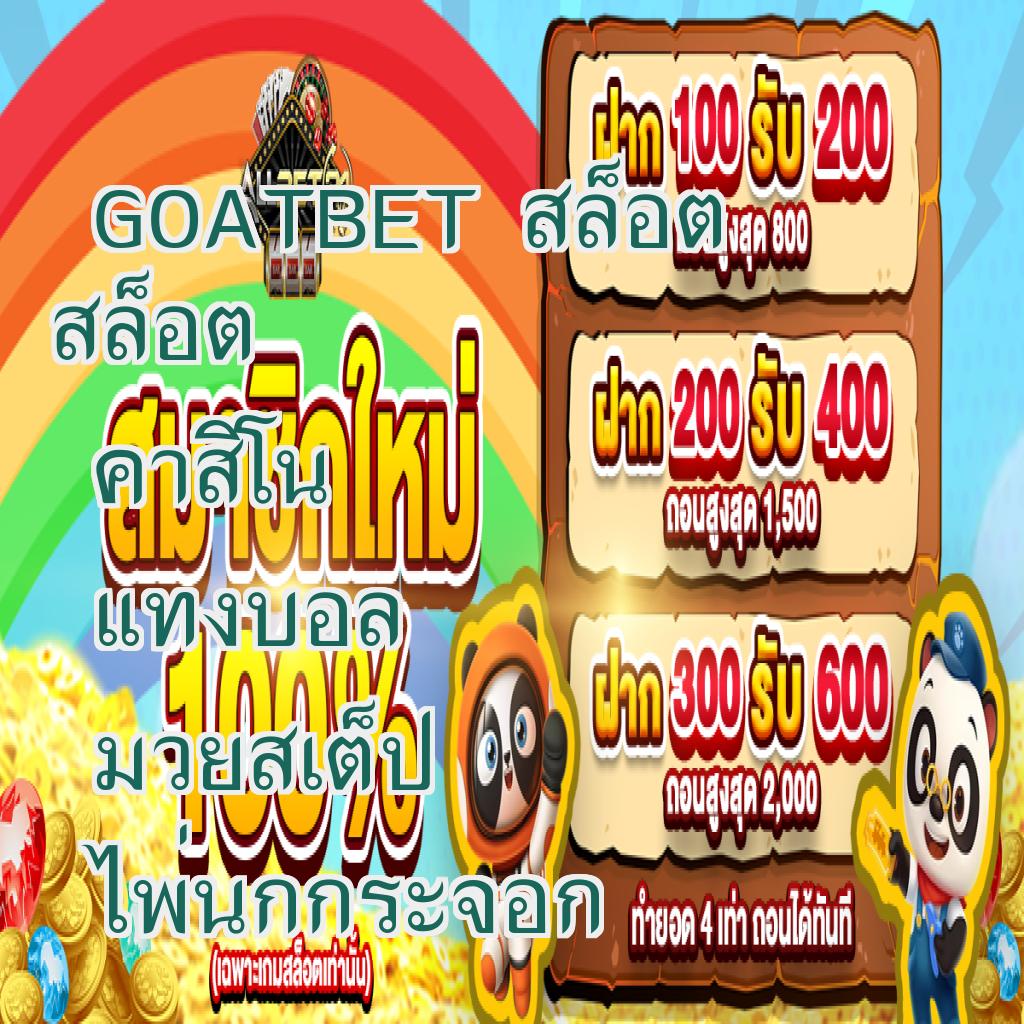 GOATBET สล็อต
สล็อต
คาสิโน
แทงบอล
มวยสเต็ป
ไพ่นกกระจอก
สมาชิกใหม่
100%
(เฉพาะเกมสล็อตเท่านั้น)
ฝาก 100 รับ 200
800
ฝาก 200 รับ 400
ถอนสูงสุด 1,500
ฝาก 300 รับ 600
ถอนสูงสุด 2,000
ทำยอด 4 เท่า ถอนได้ทันที